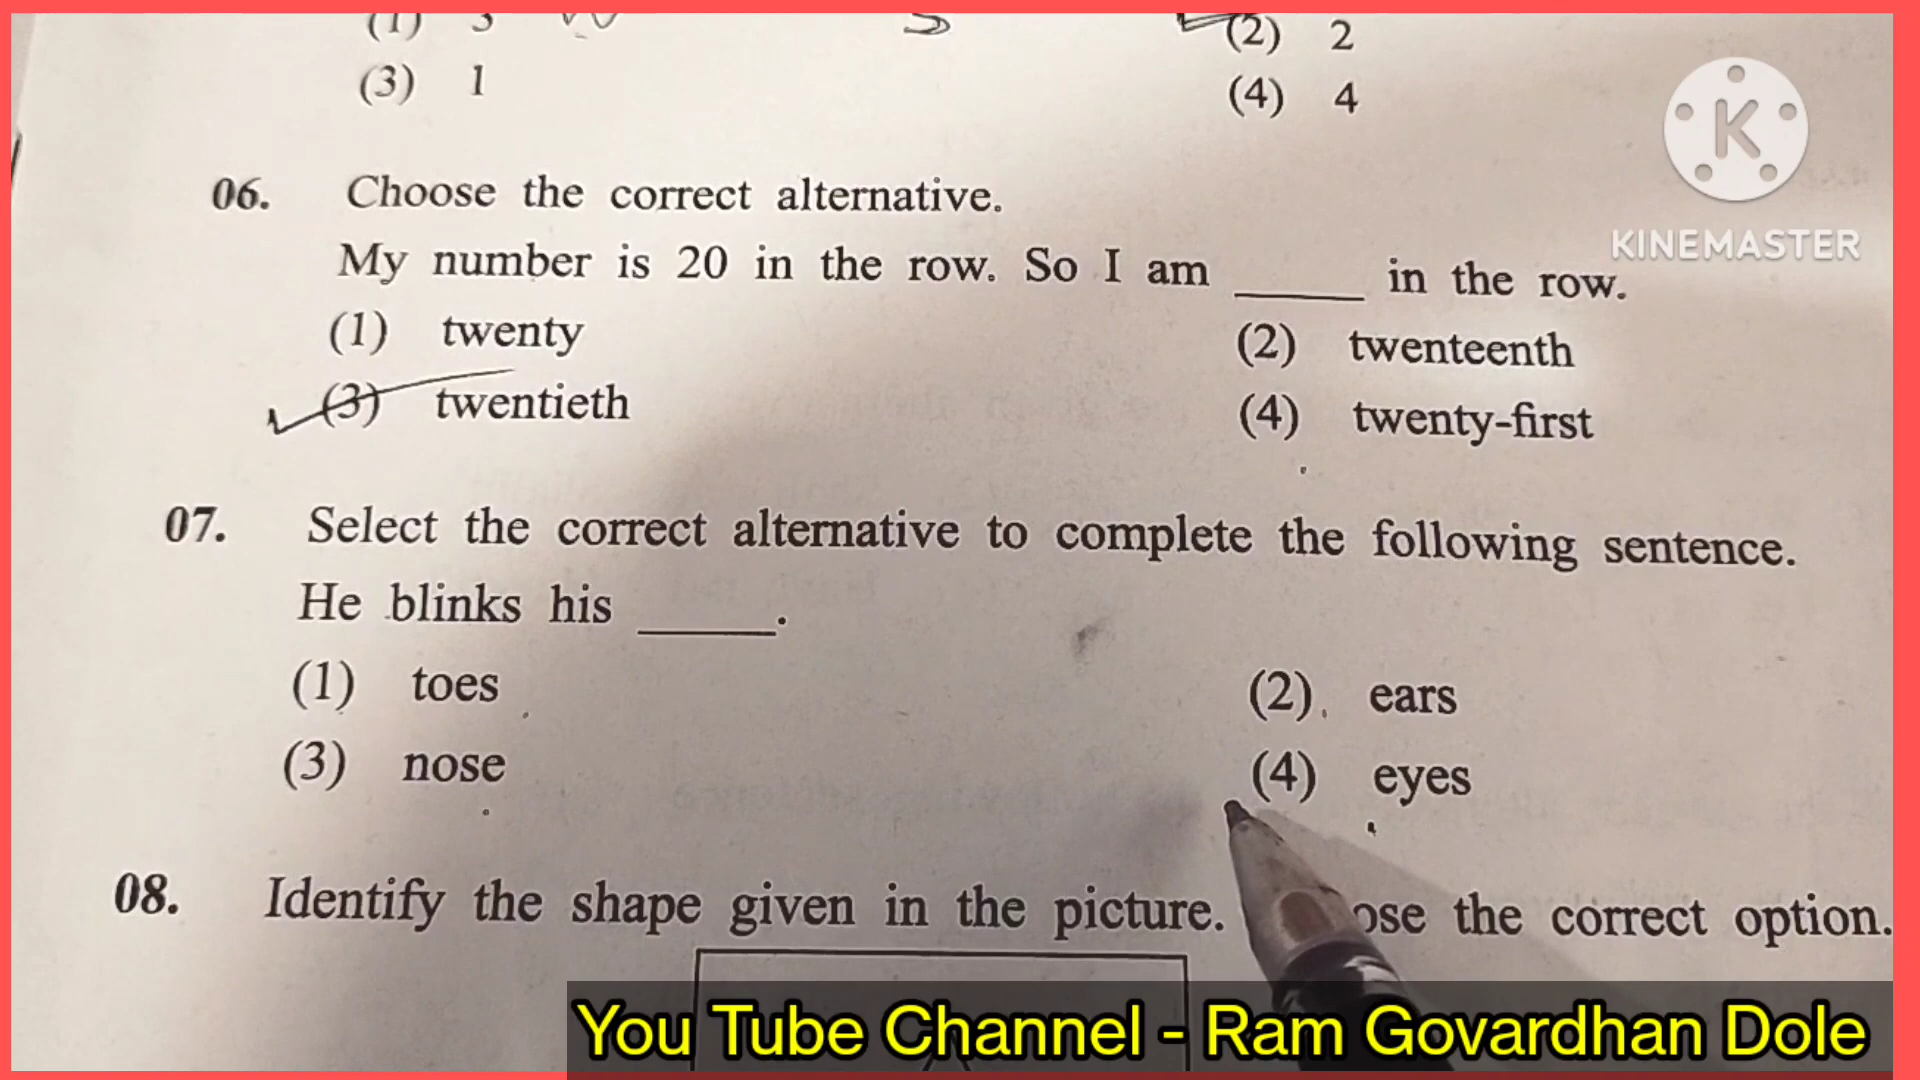 (1) 3 (2) 2
(3) 1 (4) 4
K
KINEMASTER
06. Choose the correct alternative.
My number is 20 in the row. So I am _____ in the row.
(1) twenty (2) twenteenth
(3) twentieth (4) twenty-first
07. Select the correct alternative to complete the following sentence.
He blinks his _____.
(1) toes (2) ears
(3) nose (4) eyes
08. Identify the shape given in the picture. the correct option.
You Tube Channel - Ram Govardhan Dole